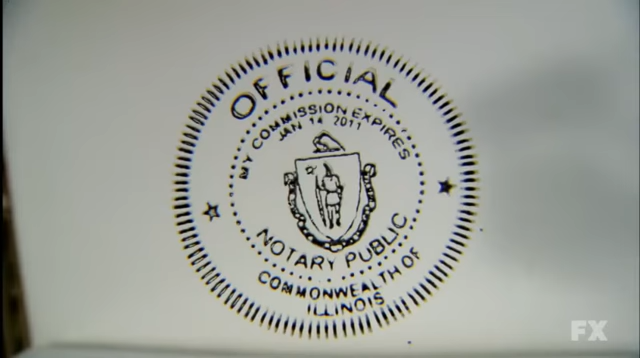 OFFICIAL
MY COMMISSION EXPIRES
JAN 14 2011
NOTARY PUBLIC
COMMONWEALTH OF
ILLINOIS
FX